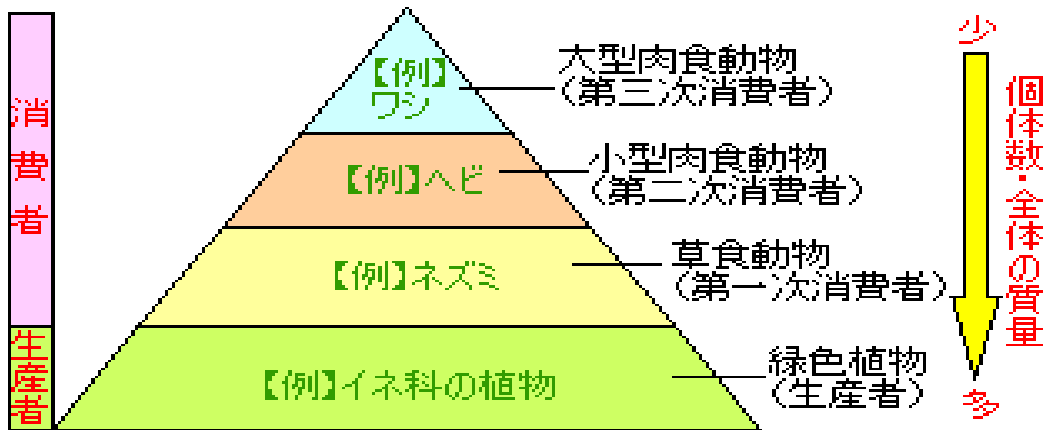 消費者
生産者
【例】
ワシ
大型肉食動物
(第三次消費者)
【例】ヘビ
小型肉食動物
(第二次消費者)
【例】ネズミ
草食動物
(第一次消費者)
【例】イネ科の植物
緑色植物
(生産者)
少
個体数・全体の質量
多